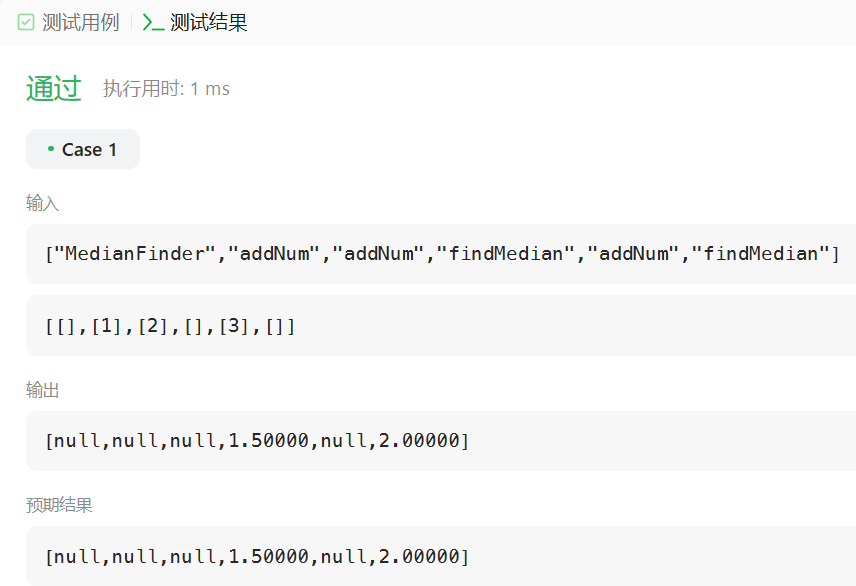 测试用例 测试结果
通过 执行用时: 1 ms
Case 1
输入
["MedianFinder","addNum","addNum","findMedian","addNum","findMedian"]
[[],[1],[2],[],[3],[]]
输出
[null,null,null,1.50000,null,2.00000]
预期结果
[null,null,null,1.50000,null,2.00000]